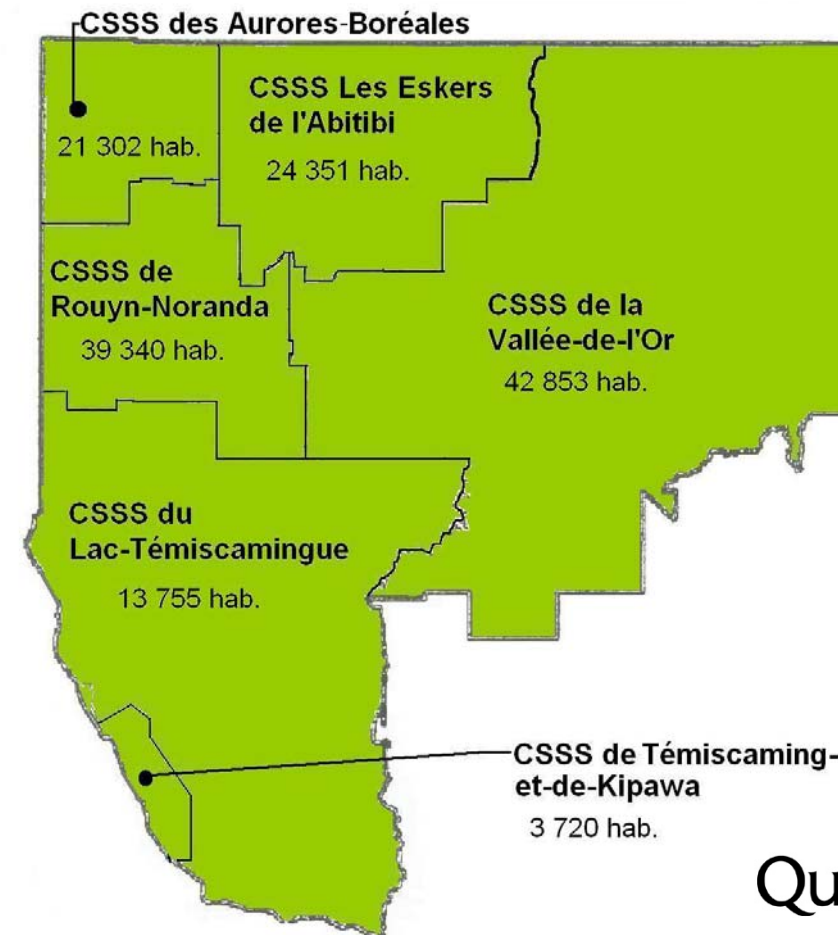 CSSS des Aurores-Boréales
21 302 hab.
CSSS Les Eskers
de l'Abitibi
24 351 hab.
CSSS de
Rouyn-Noranda
39 340 hab.
CSSS de la
Vallée-de-l'Or
42 853 hab.
CSSS du
Lac-Témiscamingue
13 755 hab.
CSSS de Témiscaming-
et-de-Kipawa
3 720 hab.
Qu